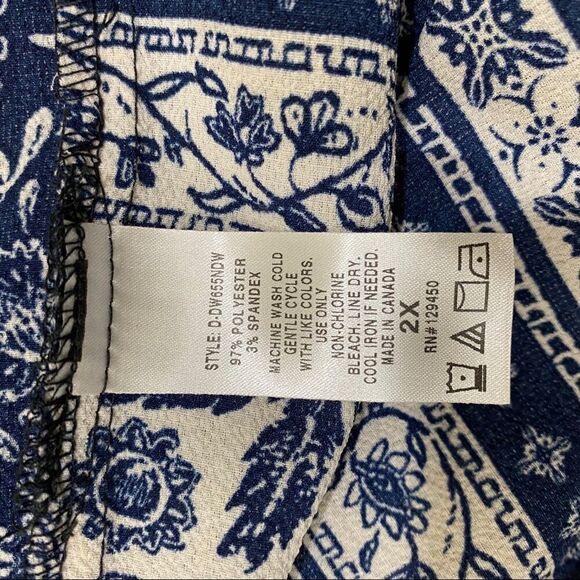 STYLE: D-DW655NDW
97% POLYESTER
3% SPANDEX
MACHINE WASH COLD
GENTLE CYCLE
WITH LIKE COLORS.
USE ONLY
NON-CHLORINE
BLEACH. LINE DRY.
COOL IRON IF NEEDED.
MADE IN CANADA
2X
RN# 129450